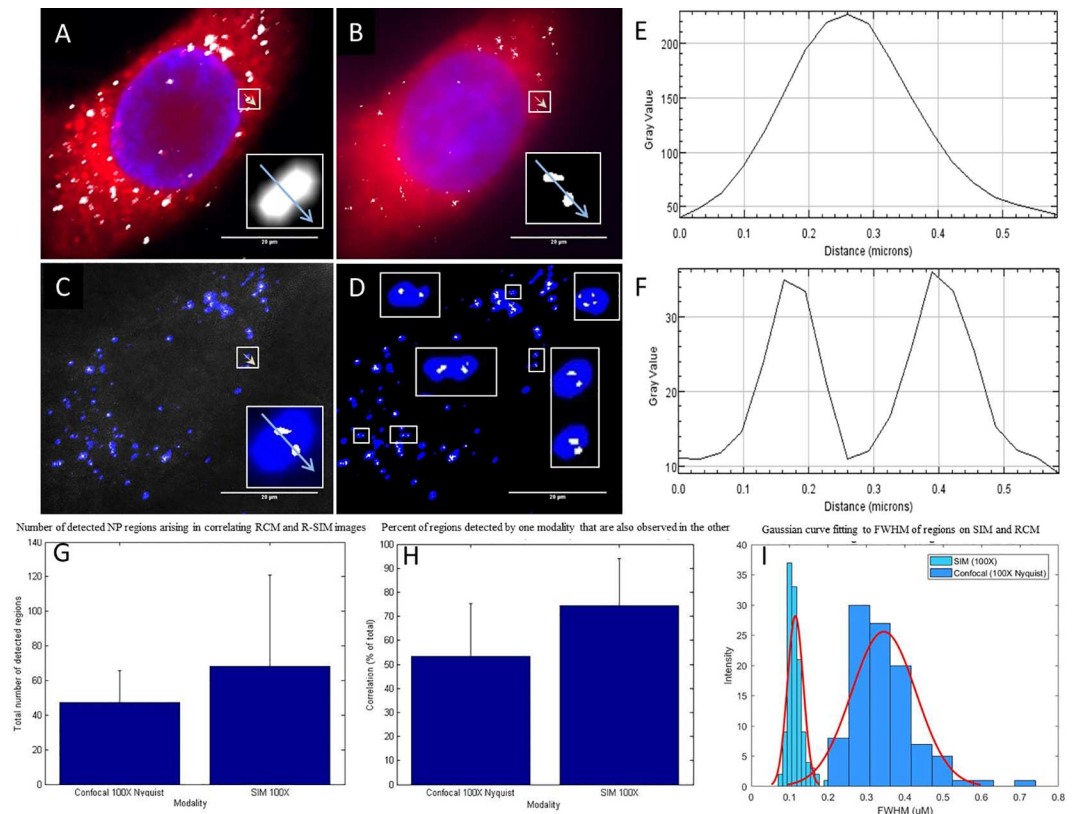 A
20 µm
B
20 µm
E
Gray Value
200
150
100
50
0.0 0.1 0.2 0.3 0.4 0.5
Distance (microns)
C
20 µm
D
20 µm
F
Gray Value
30
20
10
0.0 0.1 0.2 0.3 0.4 0.5
Distance (microns)
Number of detected NP regions arising in correlating RCM and R-SIM images
G
Total number of detected regions
140
120
100
80
60
40
20
0
Confocal 100X Nyquist SIM 100X
Modality
Percent of regions detected by one modality that are also observed in the other
H
Correlation (% of total)
100
90
80
70
60
50
40
30
20
10
0
Confocal 100X Nyquist SIM 100X
Modality
Gaussian curve fitting to FWHM of regions on SIM and RCM
I
SIM (100X)
Confocal (100X Nyquist)
Intensity
40
35
30
25
20
15
10
5
0
0 0.1 0.2 0.3 0.4 0.5 0.6 0.7 0.8
FWHM (uM)